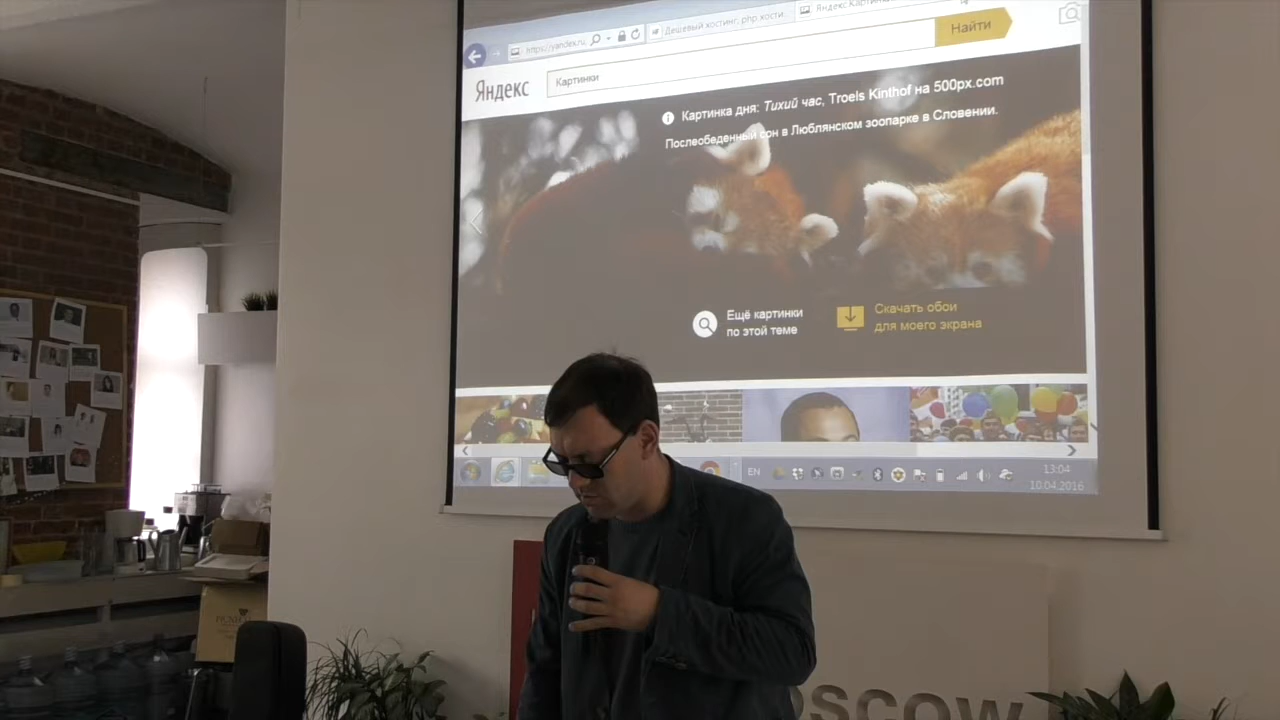 https://yandex.ru
Дешевый хостинг, php хости...
Яндекс.Картинки
Яндекс
Картинки
Найти
Картинка дня: Тихий час, Troels Kinthof на 500px.com
Послеобеденный сон в Люблянском зоопарке в Словении.
Ещё картинки
по этой теме
Скачать обои
для моего экрана
EN
13:04
10.04.2016
MOSCOW